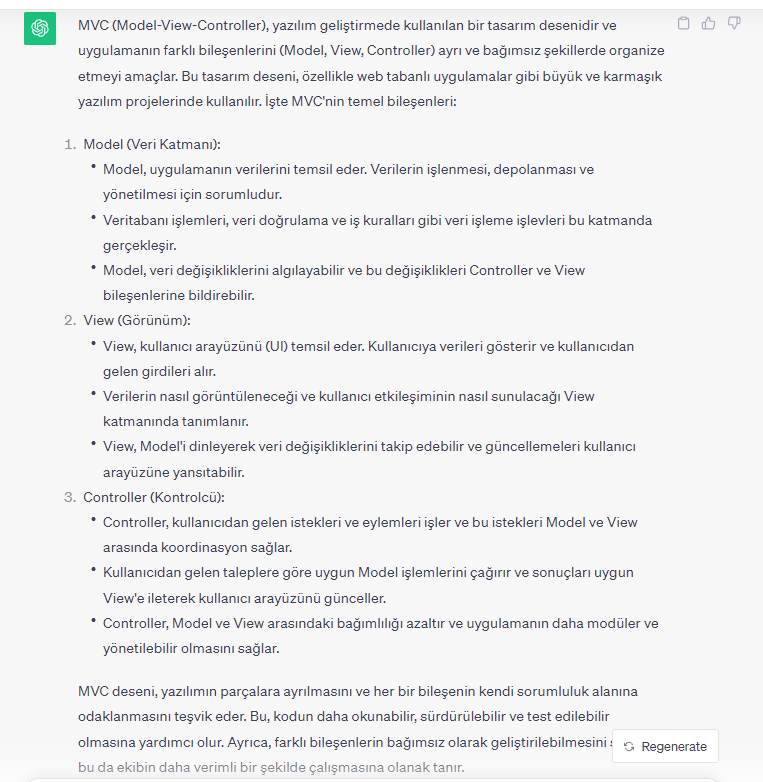 MVC (Model-View-Controller), yazılım geliştirmede kullanılan bir tasarım desenidir ve
uygulamanın farklı bileşenlerini (Model, View, Controller) ayrı ve bağımsız şekillerde organize
etmeyi amaçlar. Bu tasarım deseni, özellikle web tabanlı uygulamalar gibi büyük ve karmaşık
yazılım projelerinde kullanılır. İşte MVC'nin temel bileşenleri:
1. Model (Veri Katmanı):
• Model, uygulamanın verilerini temsil eder. Verilerin işlenmesi, depolanması ve
yönetilmesi için sorumludur.
• Veritabanı işlemleri, veri doğrulama ve iş kuralları gibi veri işleme işlevleri bu katmanda
gerçekleşir.
• Model, veri değişikliklerini algılayabilir ve bu değişiklikleri Controller ve View
bileşenlerine bildirebilir.
2. View (Görünüm):
• View, kullanıcı arayüzünü (UI) temsil eder. Kullanıcıya verileri gösterir ve kullanıcıdan
gelen girdileri alır.
• Verilerin nasıl görüntüleneceği ve kullanıcı etkileşiminin nasıl sunulacağı View
katmanında tanımlanır.
• View, Model'i dinleyerek veri değişikliklerini takip edebilir ve güncellemeleri kullanıcı
arayüzüne yansıtabilir.
3. Controller (Kontrolcü):
• Controller, kullanıcıdan gelen istekleri ve eylemleri işler ve bu istekleri Model ve View
arasında koordinasyon sağlar.
• Kullanıcıdan gelen taleplere göre uygun Model işlemlerini çağırır ve sonuçları uygun
View'e ileterek kullanıcı arayüzünü günceller.
• Controller, Model ve View arasındaki bağımlılığı azaltır ve uygulamanın daha modüler ve
yönetilebilir olmasını sağlar.
MVC deseni, yazılımın parçalara ayrılmasını ve her bir bileşenin kendi sorumluluk alanına
odaklanmasını teşvik eder. Bu, kodun daha okunabilir, sürdürülebilir ve test edilebilir
olmasına yardımcı olur. Ayrıca, farklı bileşenlerin bağımsız olarak geliştirilebilmesini
Regenerate
bu da ekibin daha verimli bir şekilde çalışmasına olanak tanır.